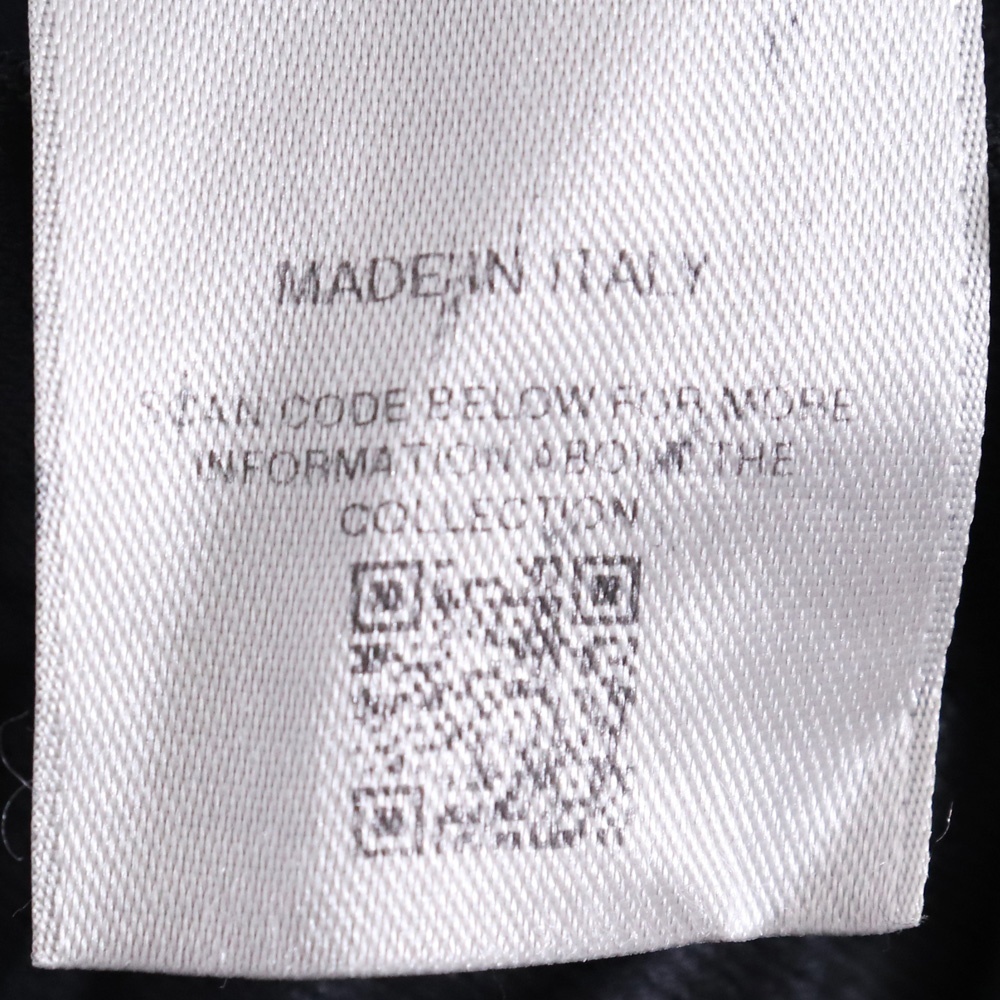 MADE IN ITALY
SCAN CODE BELOW FOR MORE
INFORMATION ABOUT THE
COLLECTION